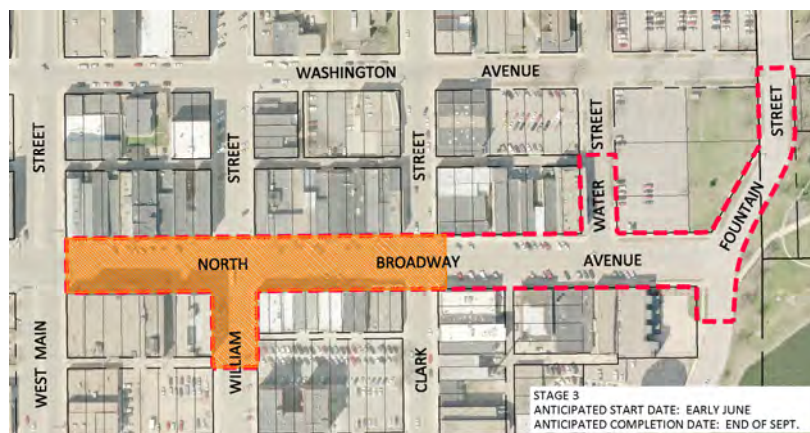 WASHINGTON AVENUE
STREET
STREET
STREET
STREET
STREET
WATER
FOUNTAIN
NORTH BROADWAY AVENUE
WEST MAIN
WILLIAM
CLARK
STAGE 3
ANTICIPATED START DATE: EARLY JUNE
ANTICIPATED COMPLETION DATE: END OF SEPT.